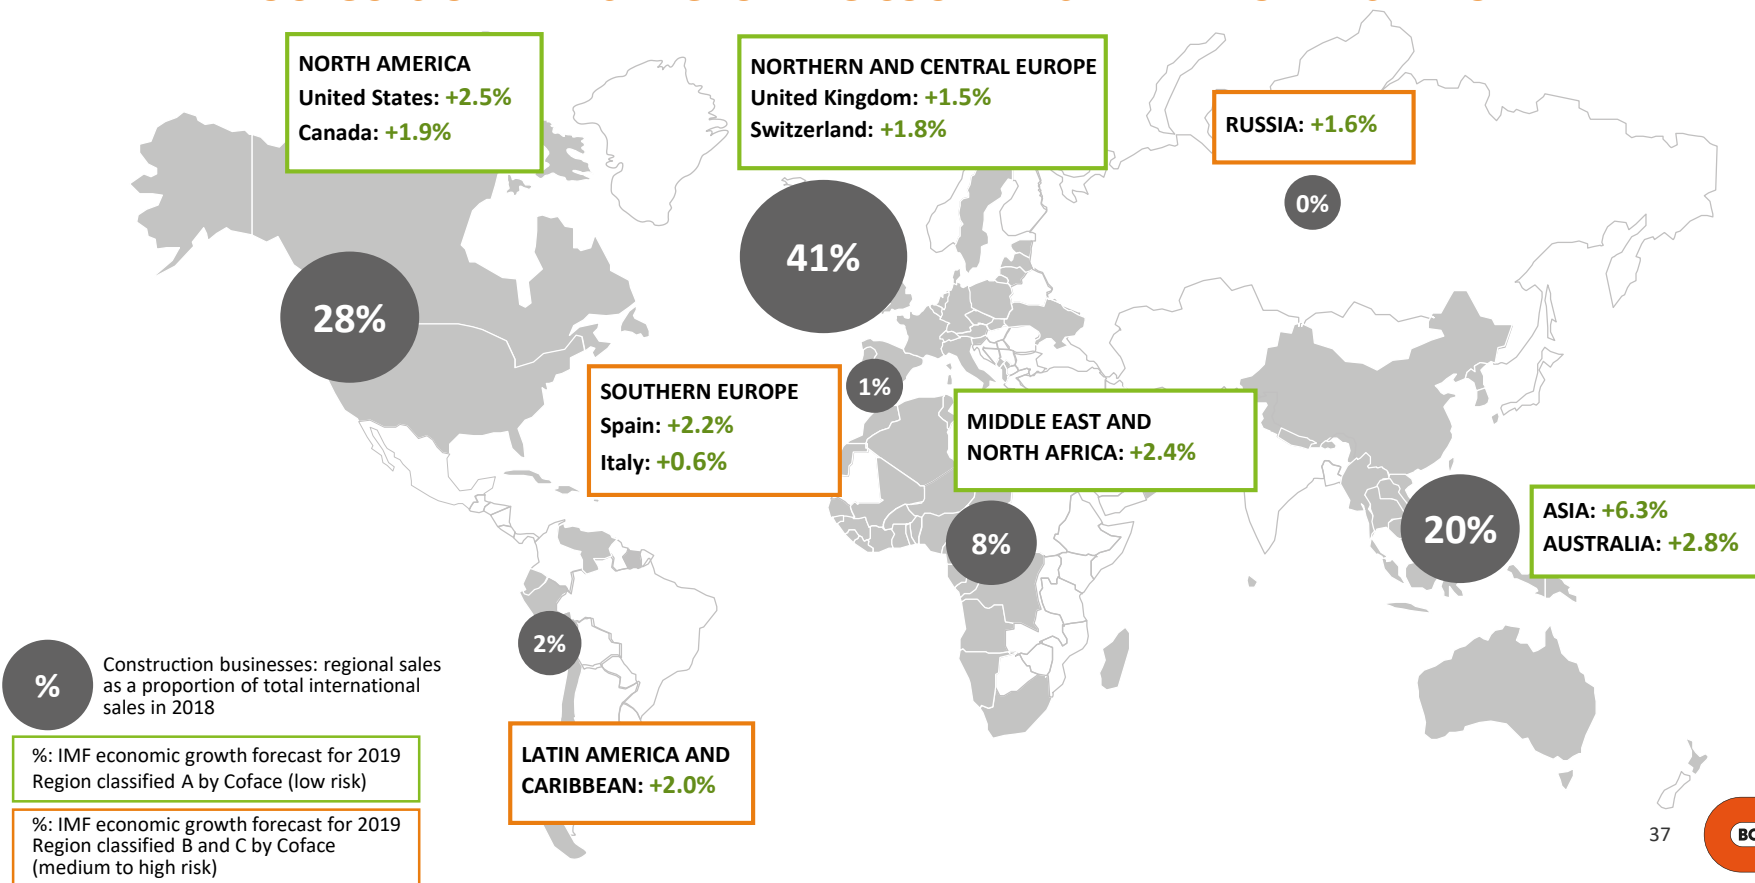 NORTH AMERICA
United States: +2.5%
Canada: +1.9%
NORTHERN AND CENTRAL EUROPE
United Kingdom: +1.5%
Switzerland: +1.8%
RUSSIA: +1.6%
0%
41%
28%
SOUTHERN EUROPE
Spain: +2.2%
Italy: +0.6%
1%
MIDDLE EAST AND
NORTH AFRICA: +2.4%
8%
20%
ASIA: +6.3%
AUSTRALIA: +2.8%
2%
LATIN AMERICA AND
CARIBBEAN: +2.0%
%
Construction businesses: regional sales
as a proportion of total international
sales in 2018
%: IMF economic growth forecast for 2019
Region classified A by Coface (low risk)
%: IMF economic growth forecast for 2019
Region classified B and C by Coface
(medium to high risk)
37